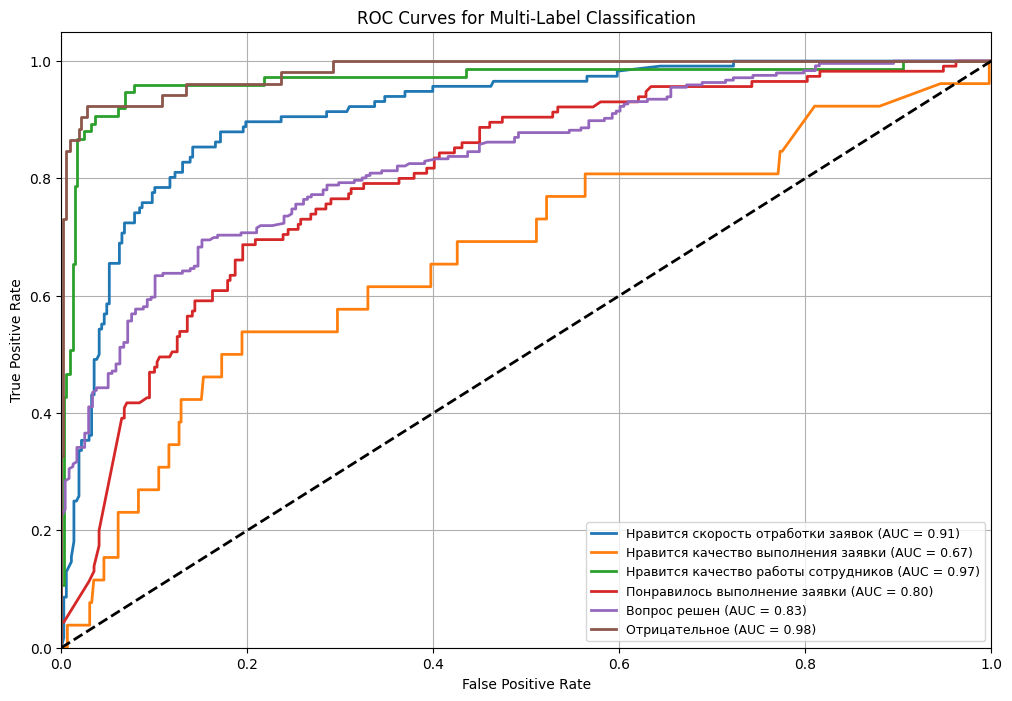 ROC Curves for Multi-Label Classification
True Positive Rate
1.0
0.8
0.6
0.4
0.2
0.0
0.0 0.2 0.4 0.6 0.8 1.0
False Positive Rate
Нравится скорость отработки заявок (AUC = 0.91)
Нравится качество выполнения заявки (AUC = 0.67)
Нравится качество работы сотрудников (AUC = 0.97)
Понравилось выполнение заявки (AUC = 0.80)
Вопрос решен (AUC = 0.83)
Отрицательное (AUC = 0.98)